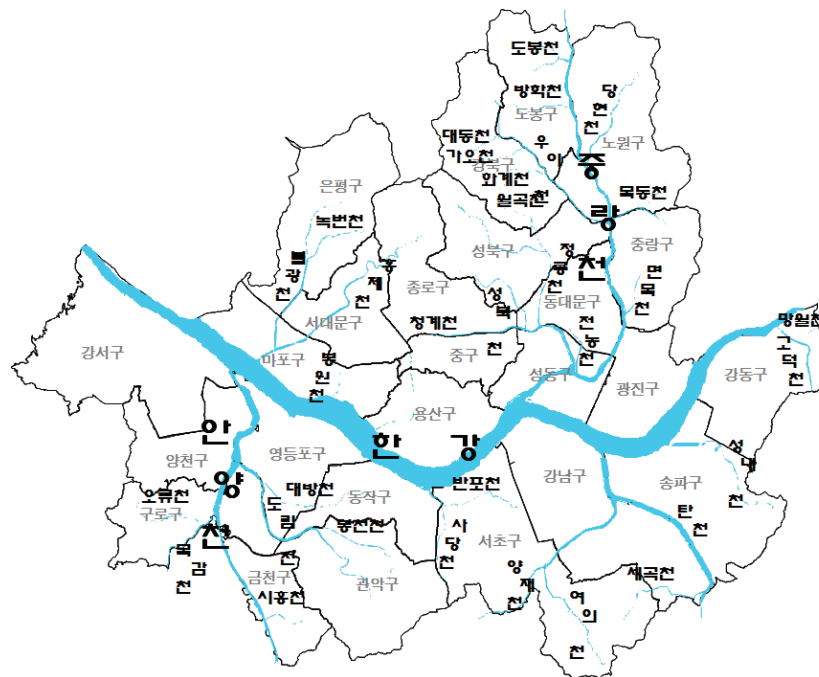 도봉천
방학천
당현천
도봉구
노원구
대동천
가오천
강북구
우이천
화계천
월곡천
목동천
중랑천
은평구
녹번천
불광천
홍제천
서대문구
종로구
성북구
정릉천
성북천
동대문구
중랑구
면목천
청계천
전농천
중구
성동구
광진구
강동구
망월천
고덕천
강서구
마포구
봉원천
용산구
한강
안양천
양천구
영등포구
오류천
구로구
목감천
대방천
도림천
동작구
봉천천
반포천
강남구
송파구
성내천
탄천
사당천
서초구
양재천
금천구
시흥천
관악구
세곡천
여의천